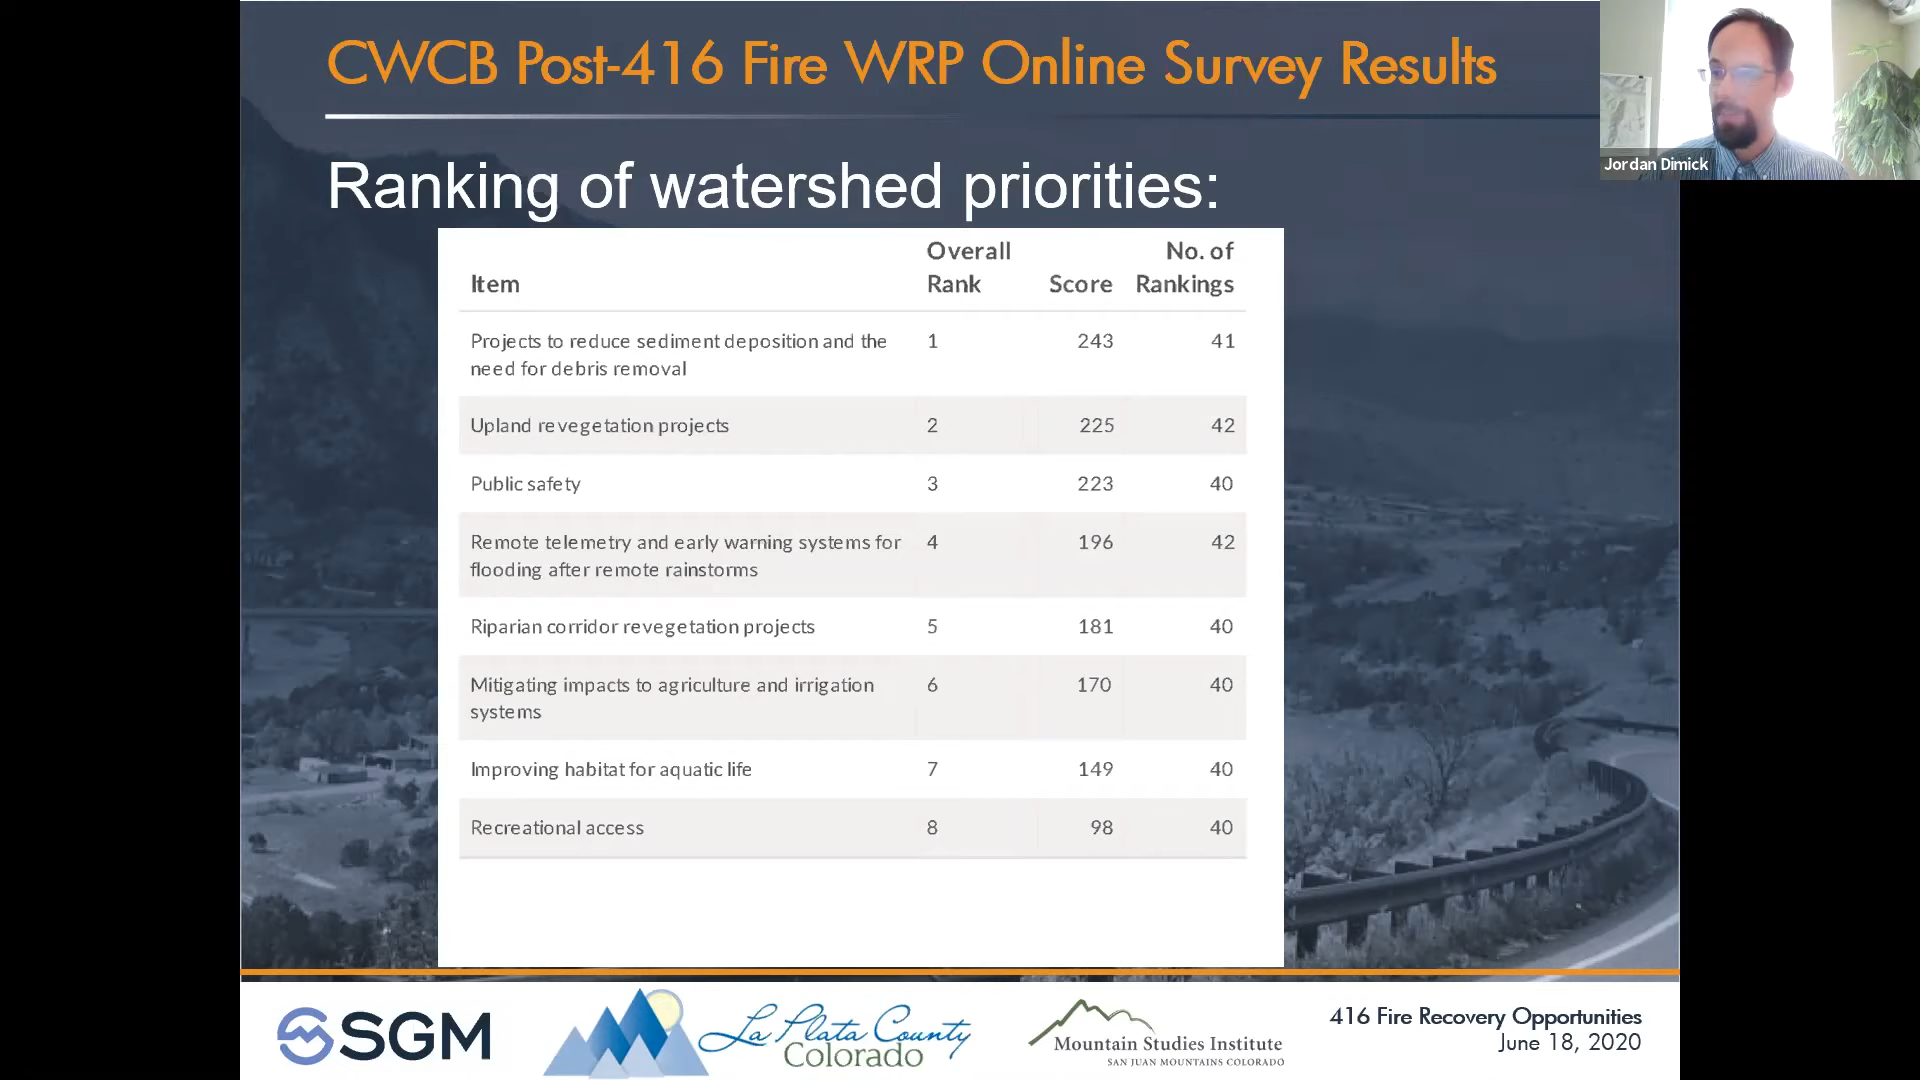 CWCB Post-416 Fire WRP Online Survey Results
Jordan Dimick
Ranking of watershed priorities:
Item Overall Rank Score No. of Rankings
Projects to reduce sediment deposition and the need for debris removal 1 243 41
Upland revegetation projects 2 225 42
Public safety 3 223 40
Remote telemetry and early warning systems for flooding after remote rainstorms 4 196 42
Riparian corridor revegetation projects 5 181 40
Mitigating impacts to agriculture and irrigation systems 6 170 40
Improving habitat for aquatic life 7 149 40
Recreational access 8 98 40
SGM
La Plata County
Colorado
Mountain Studies Institute
SAN JUAN MOUNTAINS COLORADO
416 Fire Recovery Opportunities
June 18, 2020